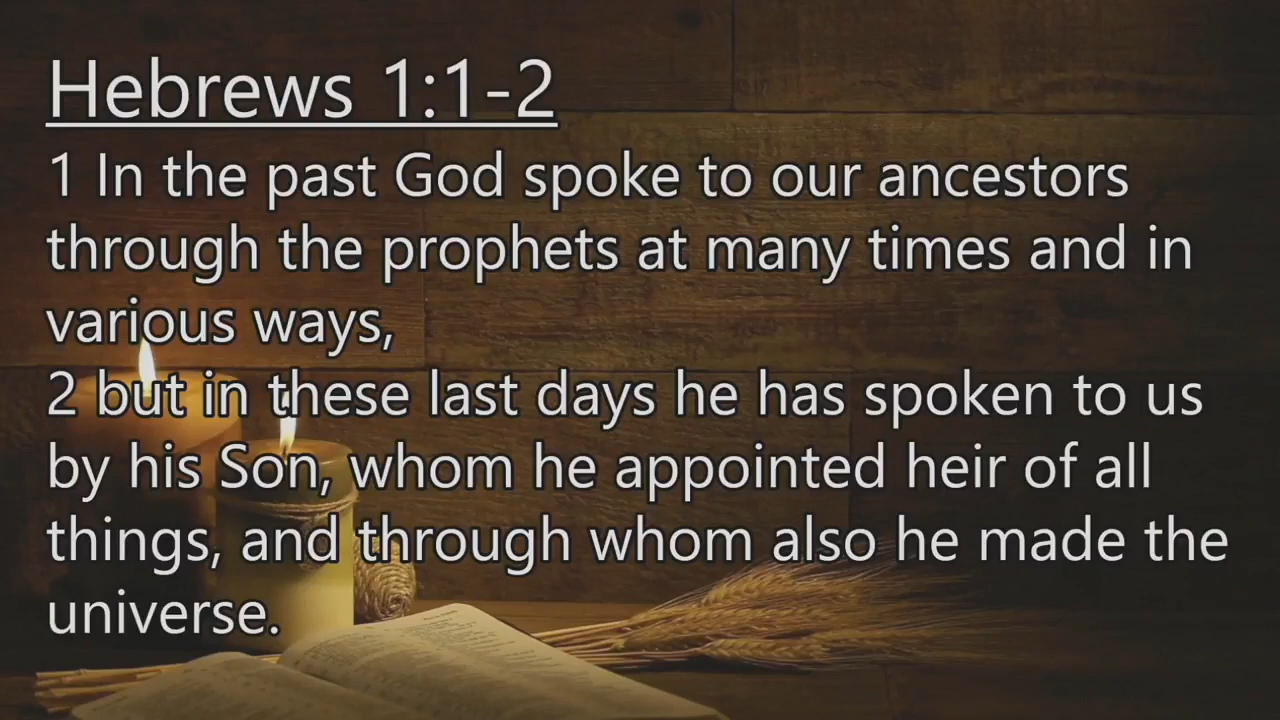 Hebrews 1:1-2
1 In the past God spoke to our ancestors
through the prophets at many times and in
various ways,
2 but in these last days he has spoken to us
by his Son, whom he appointed heir of all
things, and through whom also he made the
universe.